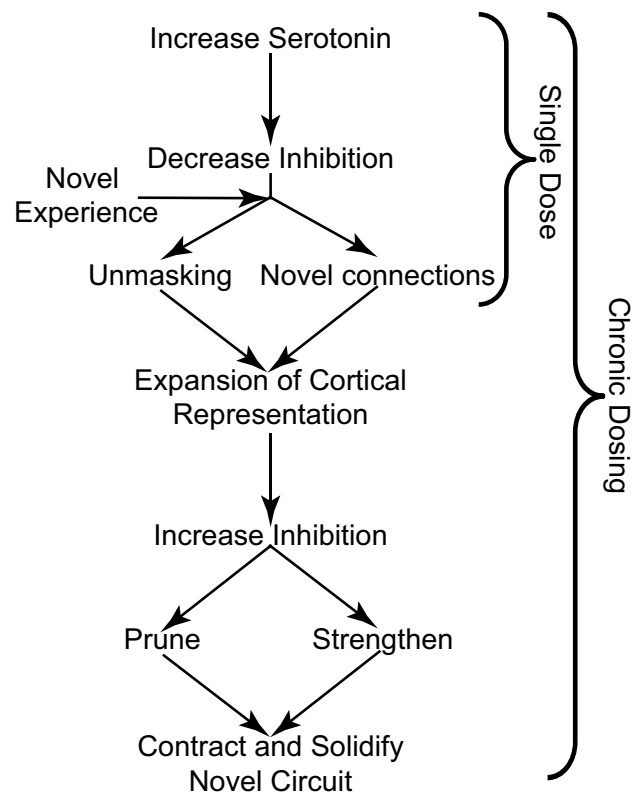 Increase Serotonin
Decrease Inhibition
Novel
Experience
Unmasking
Novel connections
Expansion of Cortical
Representation
Increase Inhibition
Prune
Strengthen
Contract and Solidify
Novel Circuit
Single Dose
Chronic Dosing